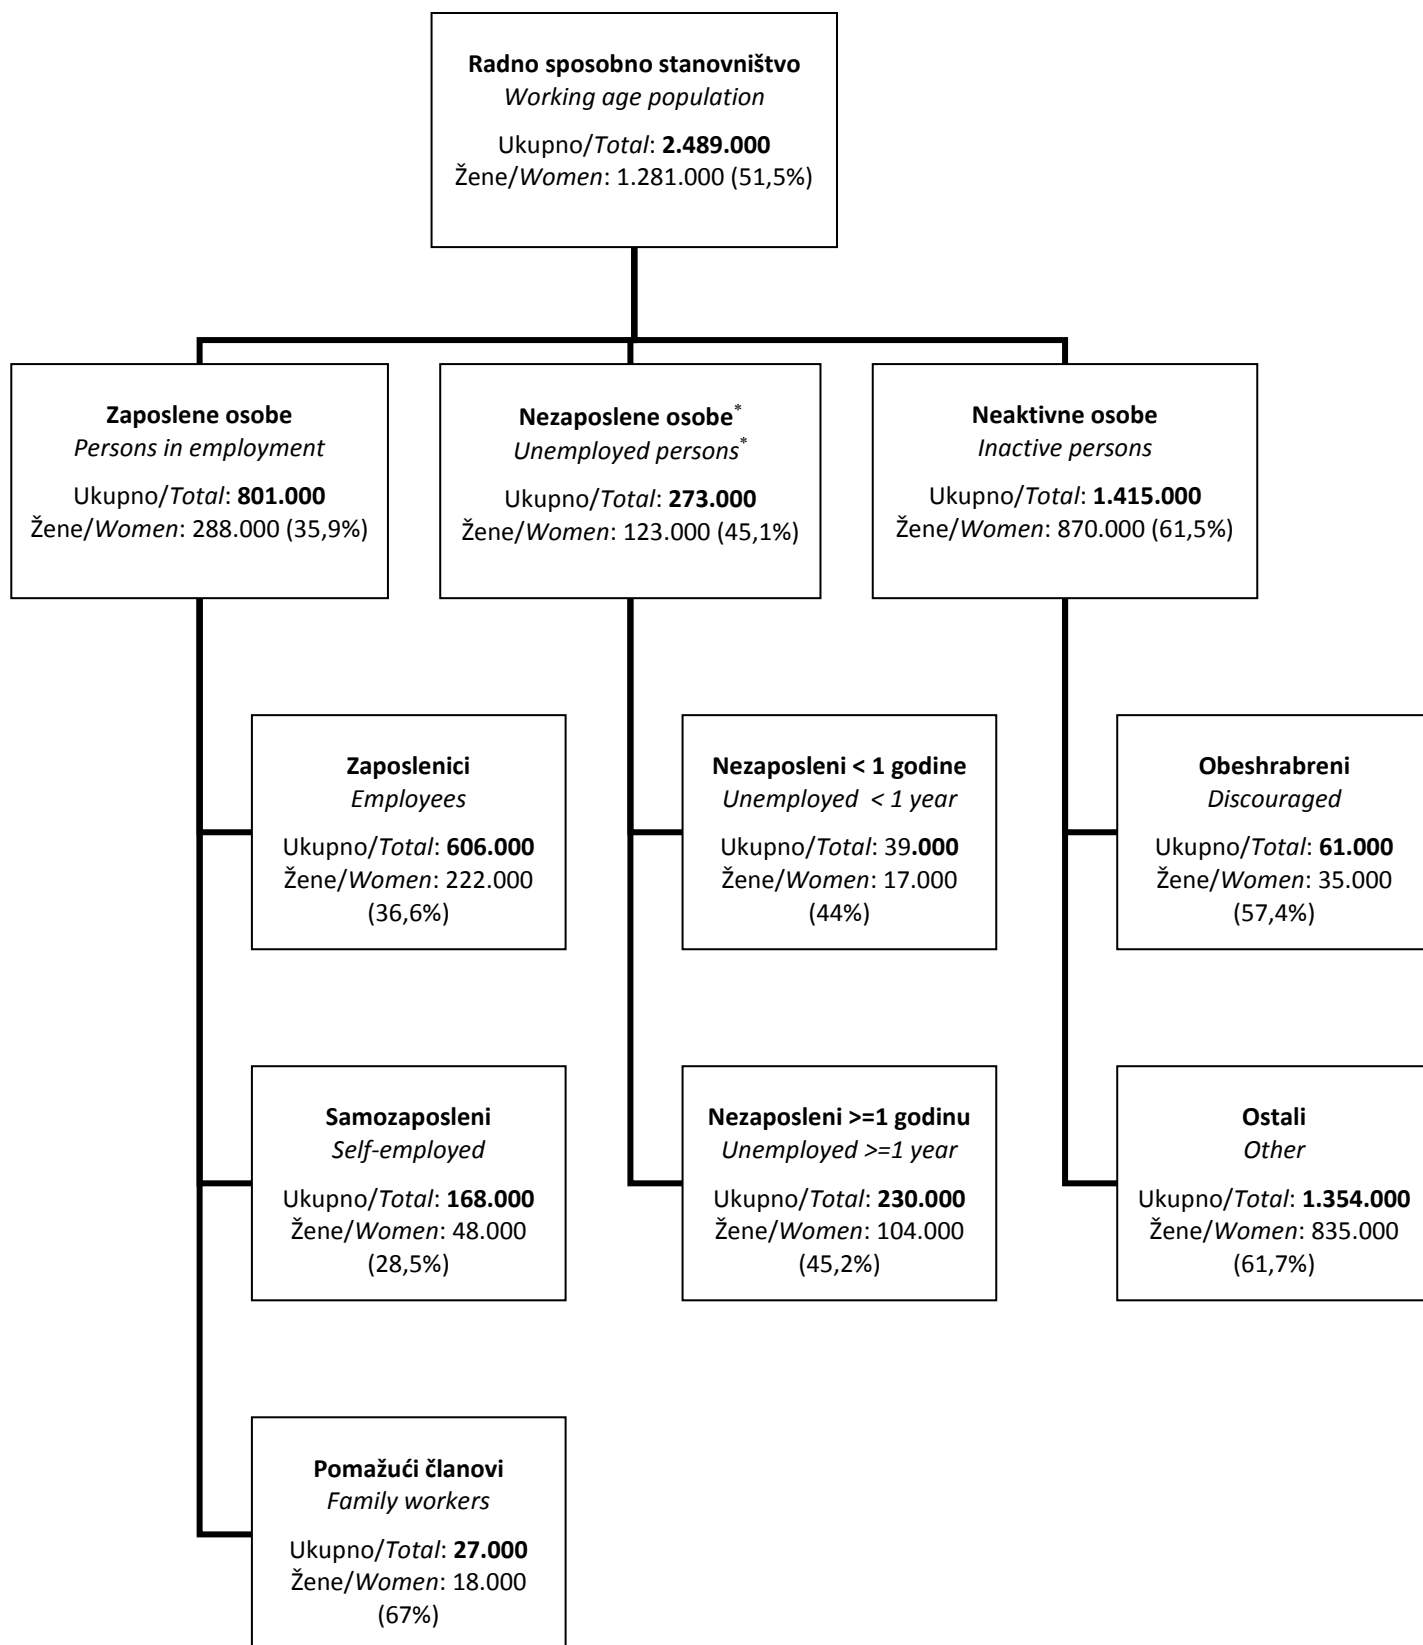 Radno sposobno stanovništvo
Working age population
Ukupno/Total: 2.489.000
Žene/Women: 1.281.000 (51,5%)
Zaposlene osobe
Persons in employment
Ukupno/Total: 801.000
Žene/Women: 288.000 (35,9%)
Nezaposlene osobe*
Unemployed persons*
Ukupno/Total: 273.000
Žene/Women: 123.000 (45,1%)
Neaktivne osobe
Inactive persons
Ukupno/Total: 1.415.000
Žene/Women: 870.000 (61,5%)
Zaposlenici
Employees
Ukupno/Total: 606.000
Žene/Women: 222.000
(36,6%)
Nezaposleni < 1 godine
Unemployed < 1 year
Ukupno/Total: 39.000
Žene/Women: 17.000
(44%)
Obeshrabreni
Discouraged
Ukupno/Total: 61.000
Žene/Women: 35.000
(57,4%)
Samozaposleni
Self-employed
Ukupno/Total: 168.000
Žene/Women: 48.000
(28,5%)
Nezaposleni >=1 godinu
Unemployed >=1 year
Ukupno/Total: 230.000
Žene/Women: 104.000
(45,2%)
Ostali
Other
Ukupno/Total: 1.354.000
Žene/Women: 835.000
(61,7%)
Pomažući članovi
Family workers
Ukupno/Total: 27.000
Žene/Women: 18.000
(67%)